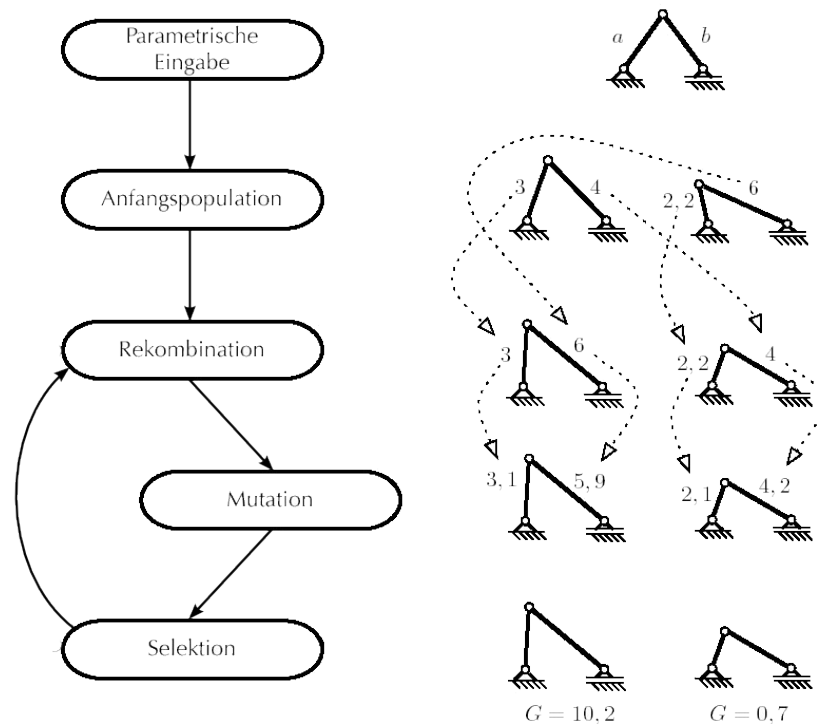 Parametrische
Eingabe
a
b
Anfangspopulation
3
4
2, 2
6
Rekombination
3
6
2, 2
4
Mutation
3, 1
5, 9
2, 1
4, 2
Selektion
G = 10, 2
G = 0, 7